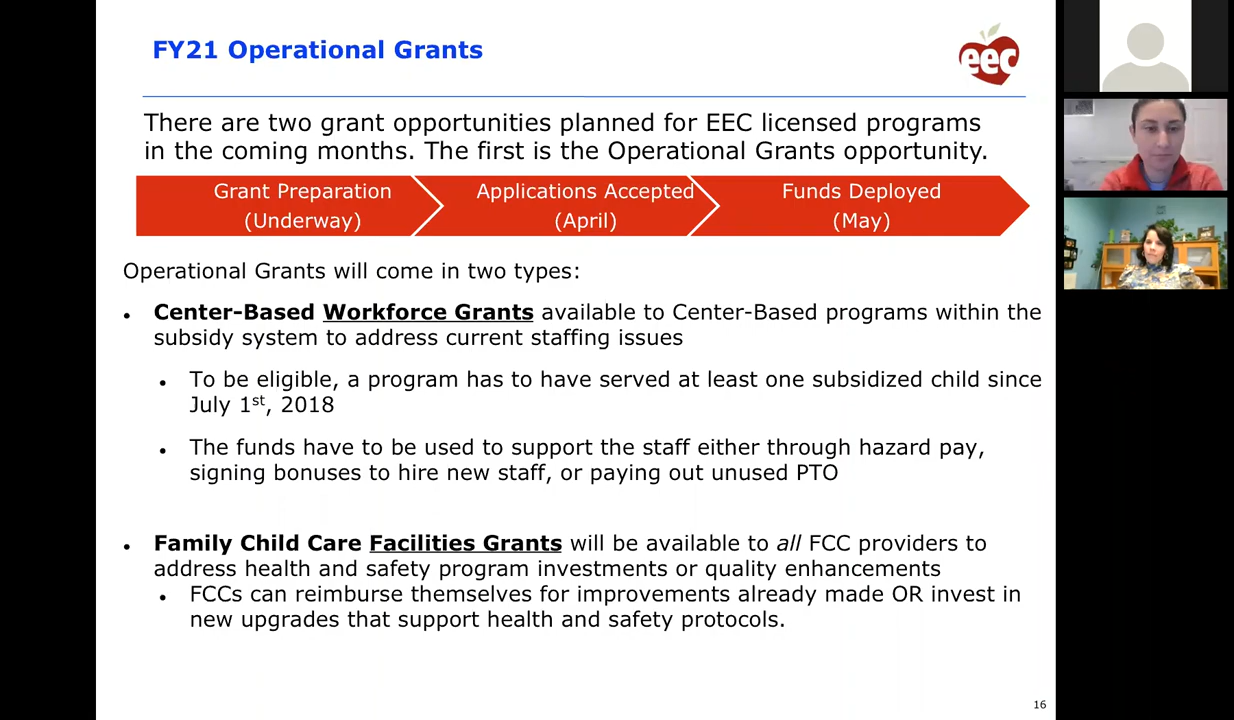 FY21 Operational Grants
eec
There are two grant opportunities planned for EEC licensed programs
in the coming months. The first is the Operational Grants opportunity.
Grant Preparation
(Underway)
Applications Accepted
(April)
Funds Deployed
(May)
Operational Grants will come in two types:
• Center-Based Workforce Grants available to Center-Based programs within the
subsidy system to address current staffing issues
• To be eligible, a program has to have served at least one subsidized child since
July 1st, 2018
• The funds have to be used to support the staff either through hazard pay,
signing bonuses to hire new staff, or paying out unused PTO
• Family Child Care Facilities Grants will be available to all FCC providers to
address health and safety program investments or quality enhancements
• FCCs can reimburse themselves for improvements already made OR invest in
new upgrades that support health and safety protocols.
16